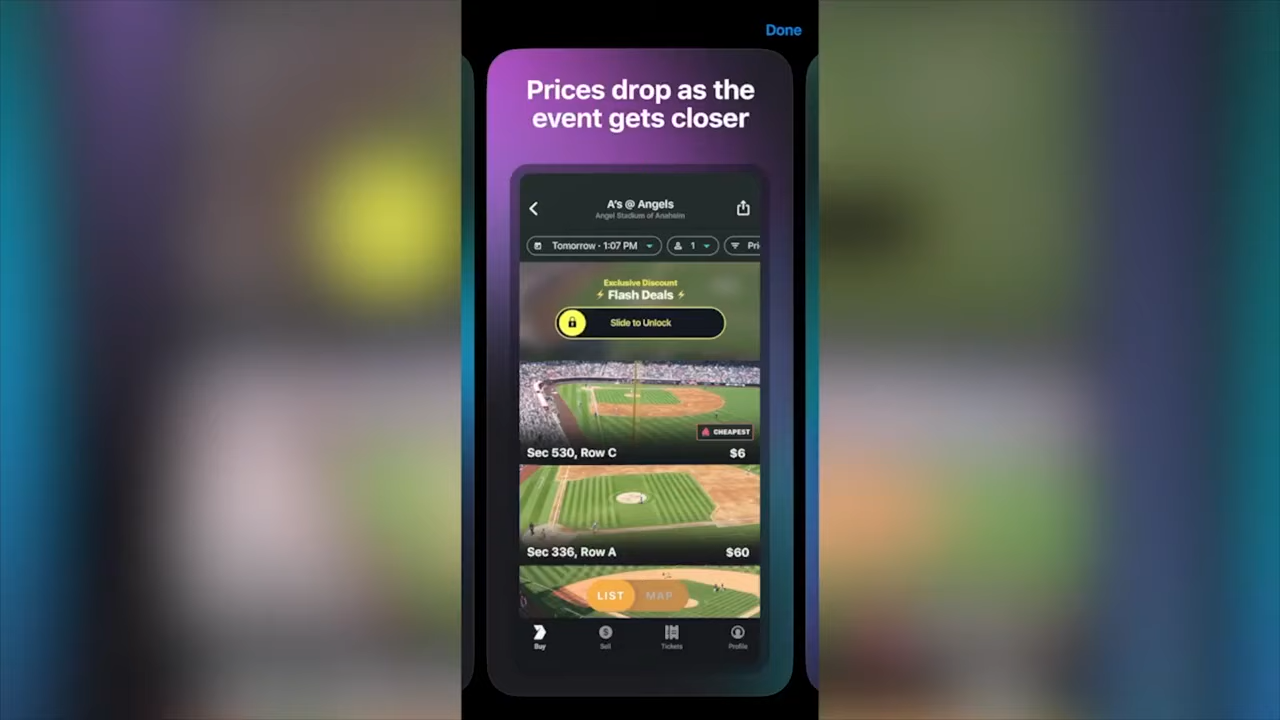 Done
Prices drop as the
event gets closer
A's @ Angels
Angel Stadium of Anaheim
Tomorrow · 1:07 PM
1
Pri
Exclusive Discount
⚡ Flash Deals ⚡
Slide to Unlock
CHEAPEST
Sec 530, Row C
$6
Sec 336, Row A
$60
LIST
MAP
Buy
Sell
Tickets
Profile